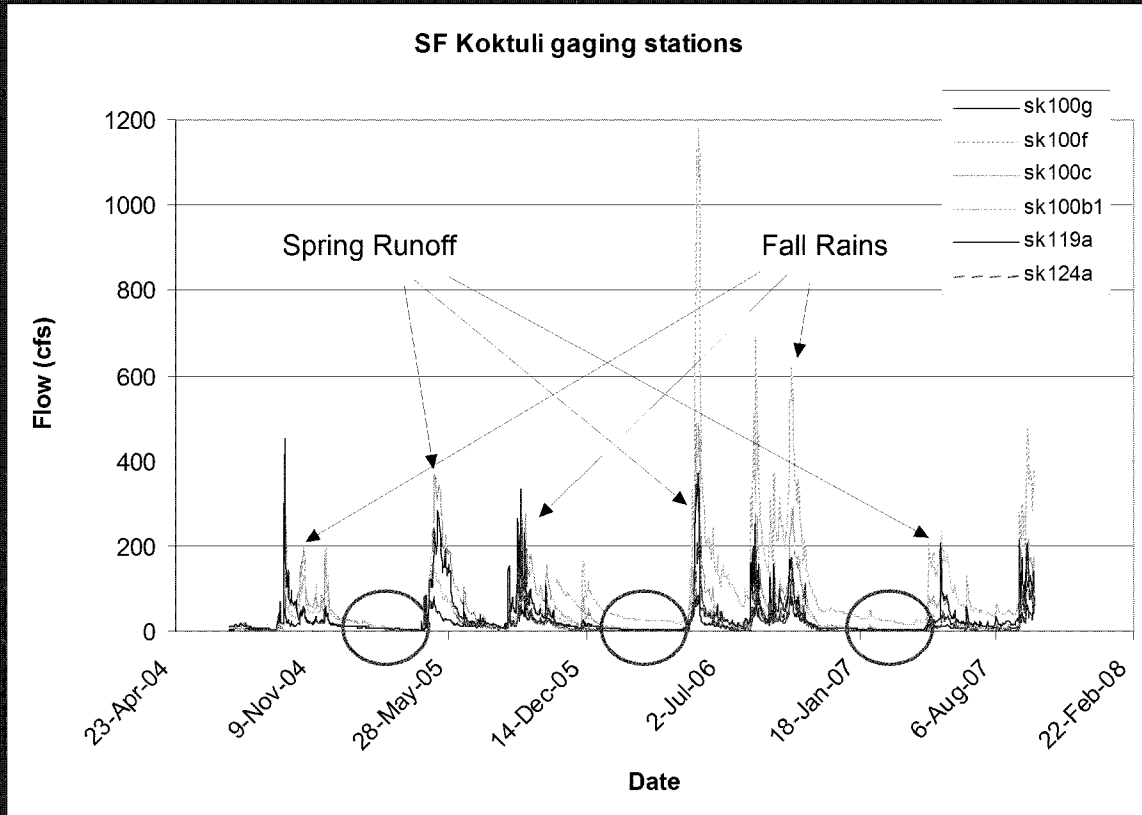 SF Koktuli gaging stations
sk100g
sk100f
sk100c
sk100b1
sk119a
sk124a
1200
1000
800
600
400
200
0
Spring Runoff
Fall Rains
Flow (cfs)
23-Apr-04
9-Nov-04
28-May-05
14-Dec-05
2-Jul-06
18-Jan-07
6-Aug-07
22-Feb-08
Date